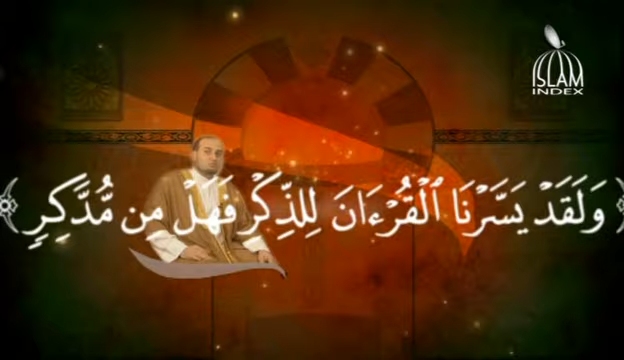 ISLAM
INDEX
﴿ وَلَقَدْ يَسَّرْنَا ٱلْقُرْءَانَ لِلذِّكْرِ فَهَلْ مِن مُّدَّكِرٍ ﴾